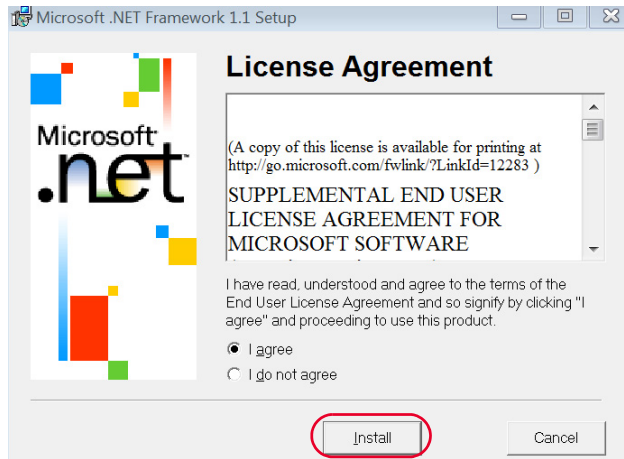 Microsoft .NET Framework 1.1 Setup
License Agreement
Microsoft
.net
(A copy of this license is available for printing at
http://go.microsoft.com/fwlink/?LinkId=12283 )
SUPPLEMENTAL END USER
LICENSE AGREEMENT FOR
MICROSOFT SOFTWARE
I have read, understood and agree to the terms of the
End User License Agreement and so signify by clicking "I
agree" and proceeding to use this product.
I agree
I do not agree
Install
Cancel